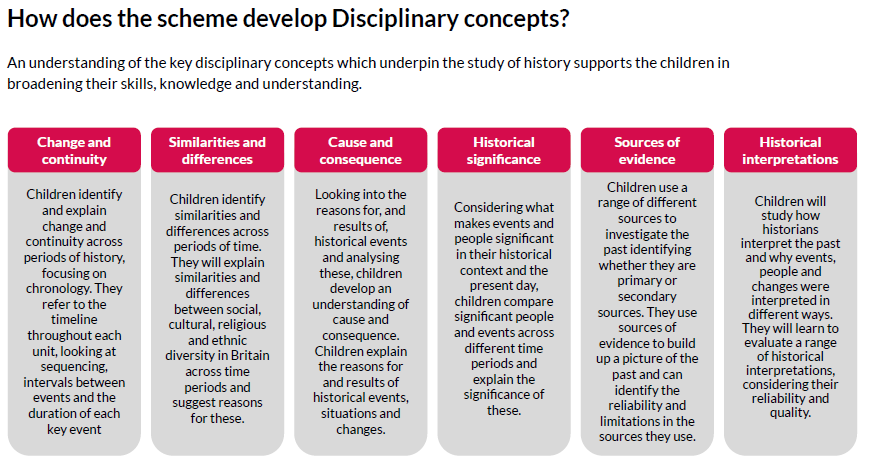 How does the scheme develop Disciplinary concepts?
An understanding of the key disciplinary concepts which underpin the study of history supports the children in
broadening their skills, knowledge and understanding.
Change and
continuity
Children identify
and explain
change and
continuity across
periods of history,
focusing on
chronology. They
refer to the
timeline
throughout each
unit, looking at
sequencing,
intervals between
events and the
duration of each
key event
Similarities and
differences
Children identify
similarities and
differences across
periods of time.
They will explain
similarities and
differences
between social,
cultural, religious
and ethnic
diversity in Britain
across time
periods and
suggest reasons
for these.
Cause and
consequence
Looking into the
reasons for, and
results of,
historical events
and analysing
these, children
develop an
understanding of
cause and
consequence.
Children explain
the reasons for
and results of
historical events,
situations and
changes.
Historical
significance
Considering what
makes events and
people significant
in their historical
context and the
present day,
children compare
significant people
and events across
different time
periods and
explain the
significance of
these.
Sources of
evidence
Children use a
range of different
sources to
investigate the
past identifying
whether they are
primary or
secondary
sources. They use
sources of
evidence to build
up a picture of the
past and can
identify the
reliability and
limitations in the
sources they use.
Historical
interpretations
Children will
study how
historians
interpret the past
and why events,
people and
changes were
interpreted in
different ways.
They will learn to
evaluate a range
of historical
interpretations,
considering their
reliability and
quality.